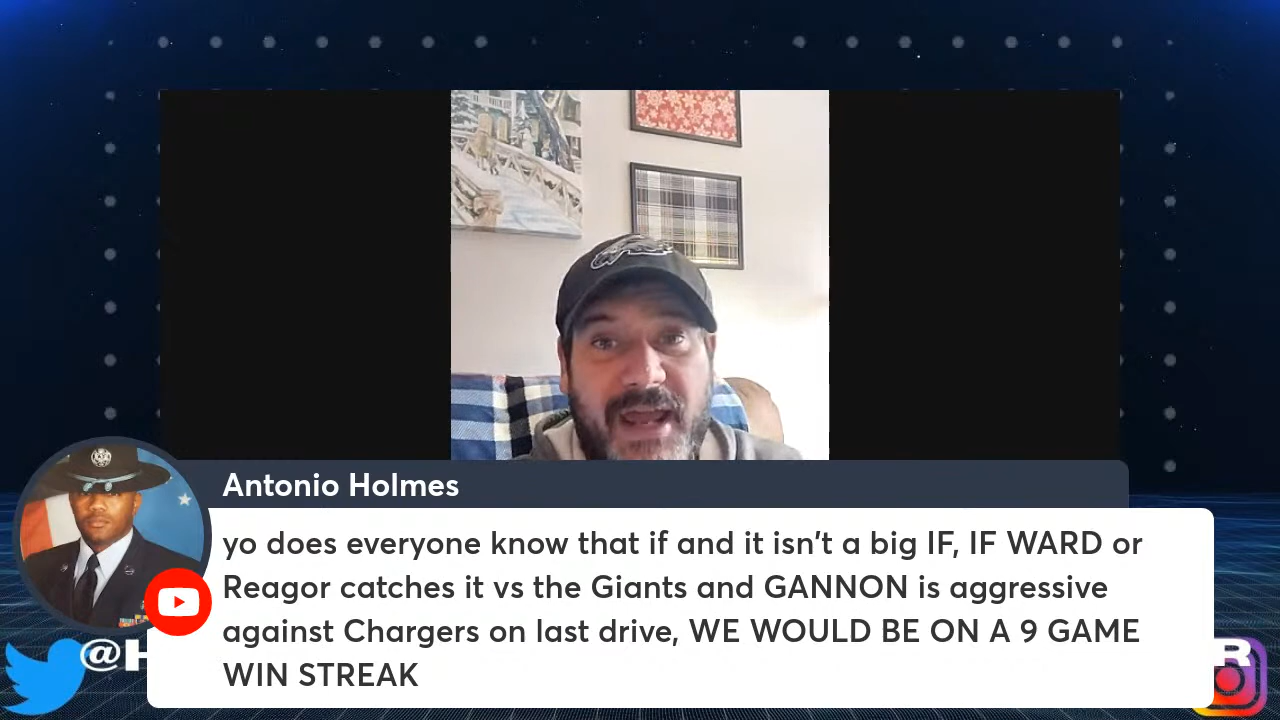 Antonio Holmes
yo does everyone know that if and it isn't a big IF, IF WARD or
Reagor catches it vs the Giants and GANNON is aggressive
against Chargers on last drive, WE WOULD BE ON A 9 GAME
WIN STREAK
@H
R